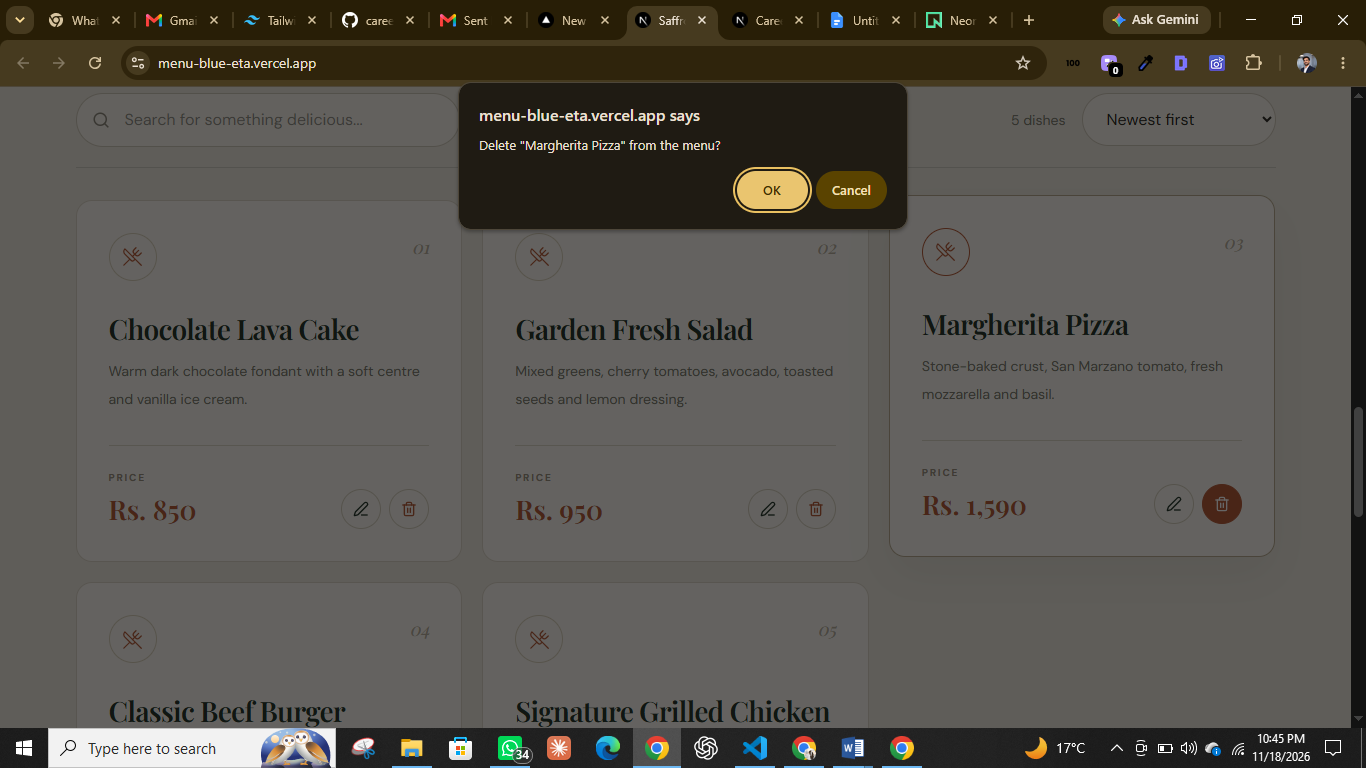 What
Gmai
Tailwi
caree
Sent
New
Saffr
Caree
Untit
Neon
Ask Gemini
menu-blue-eta.vercel.app
100
0
Search for something delicious...
5 dishes
Newest first
menu-blue-eta.vercel.app says
Delete "Margherita Pizza" from the menu?
OK
Cancel
01
Chocolate Lava Cake
Warm dark chocolate fondant with a soft centre
and vanilla ice cream.
PRICE
Rs. 850
02
Garden Fresh Salad
Mixed greens, cherry tomatoes, avocado, toasted
seeds and lemon dressing.
PRICE
Rs. 950
03
Margherita Pizza
Stone-baked crust, San Marzano tomato, fresh
mozzarella and basil.
PRICE
Rs. 1,590
04
Classic Beef Burger
05
Signature Grilled Chicken
Type here to search
34
17°C
10:45 PM
11/18/2026